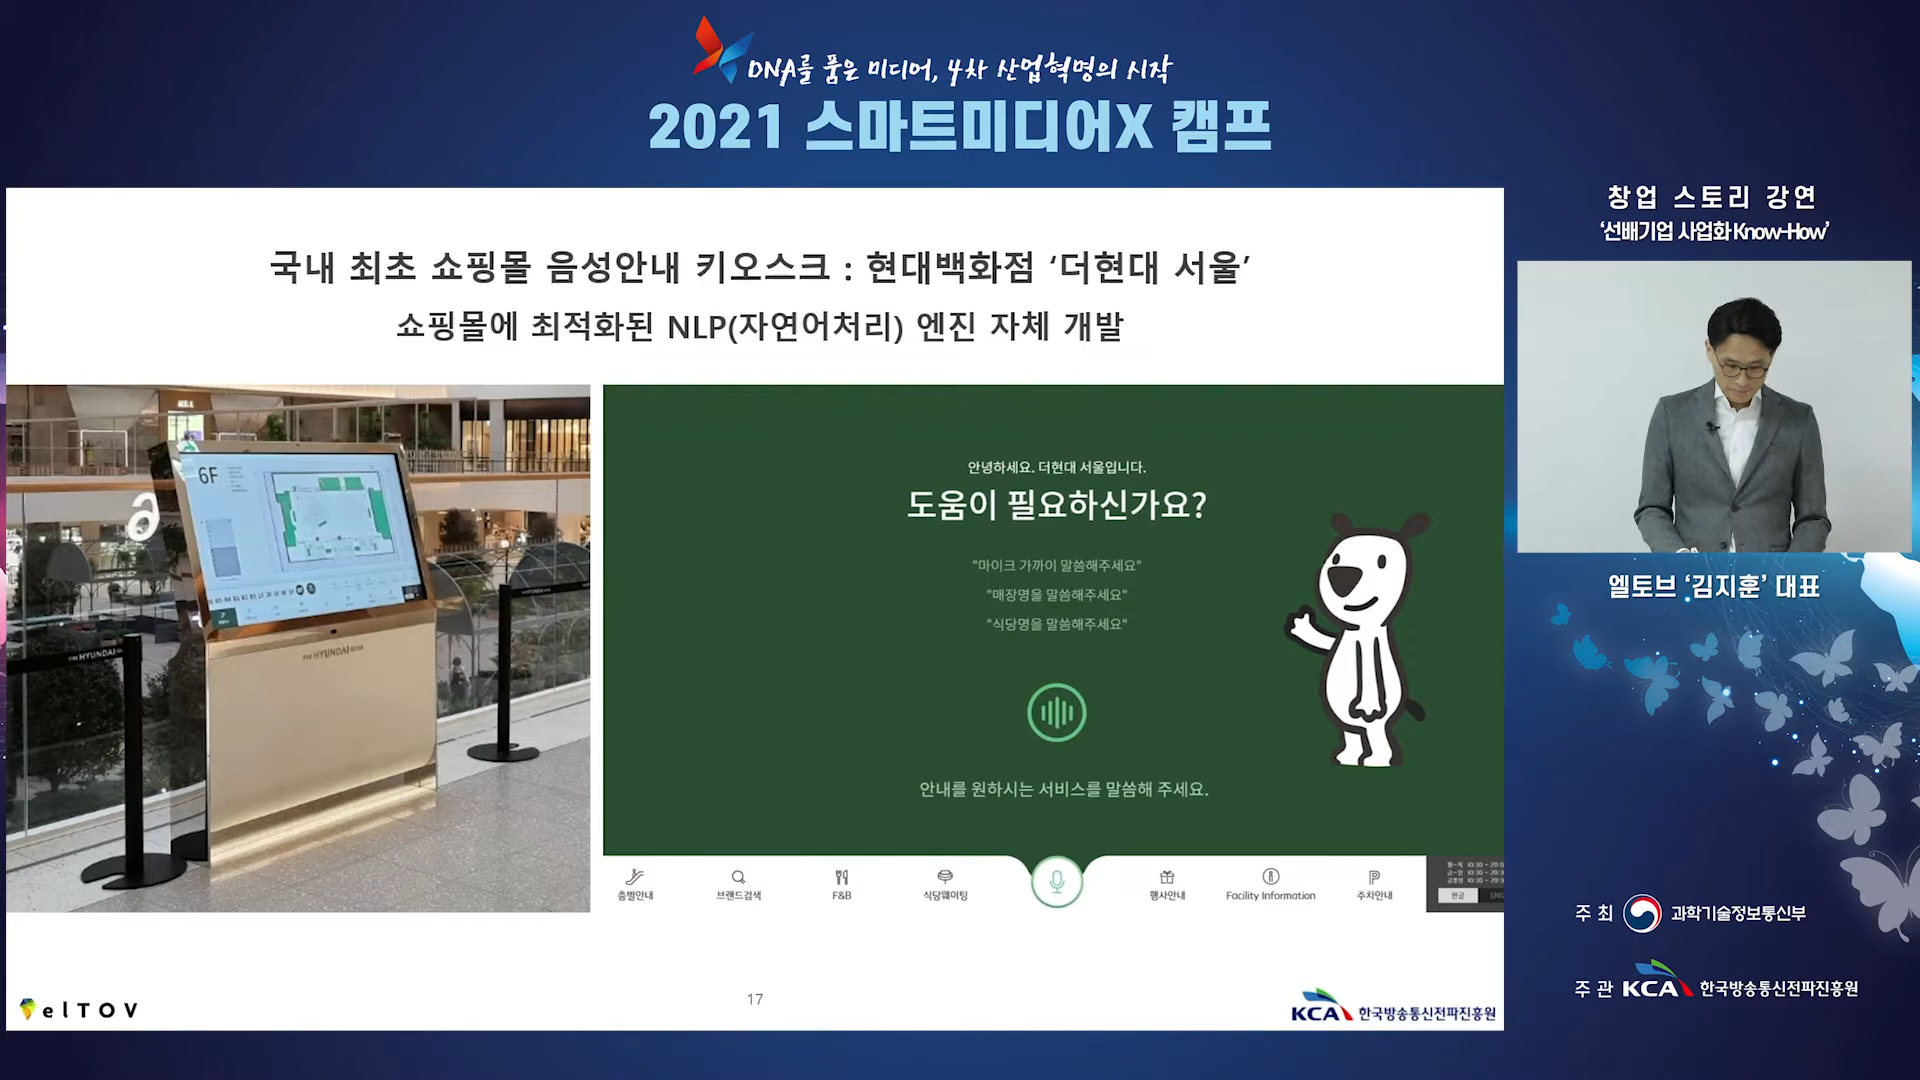 DNA를 품은 미디어, 4차 산업혁명의 시작
2021 스마트미디어X 캠프
창업 스토리 강연
‘선배기업 사업화 Know-How’
엘토브 ‘김지훈’ 대표
국내 최초 쇼핑몰 음성안내 키오스크 : 현대백화점 ‘더현대 서울’
쇼핑몰에 최적화된 NLP(자연어처리) 엔진 자체 개발
6F
THE HYUNDAI
THE HYUNDAI
안녕하세요. 더현대 서울입니다.
도움이 필요하신가요?
"마이크 가까이 말씀해주세요"
"매장명을 말씀해주세요"
"식당명을 말씀해주세요"
안내를 원하시는 서비스를 말씀해 주세요.
층별안내
브랜드검색
F&B
식당웨이팅
행사안내
Facility Information
주차안내
한글
elTOV
17
KCA 한국방송통신전파진흥원
주최 과학기술정보통신부
주관 KCA 한국방송통신전파진흥원